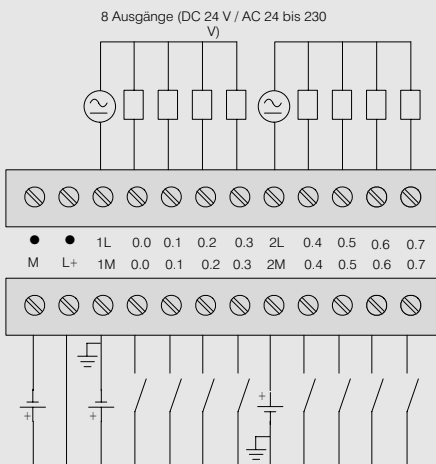 8 Ausgänge (DC 24 V / AC 24 bis 230
V)
1L 0.0 0.1 0.2 0.3 2L 0.4 0.5 0.6 0.7
M L+ 1M 0.0 0.1 0.2 0.3 2M 0.4 0.5 0.6 0.7
+ + +